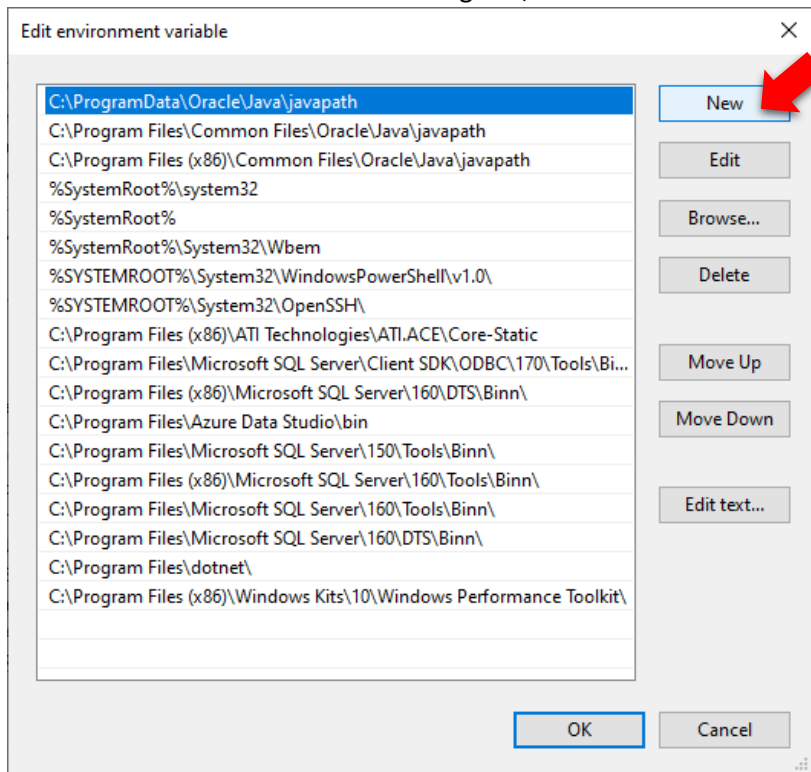 Edit environment variable
C:\ProgramData\Oracle\Java\javapath
C:\Program Files\Common Files\Oracle\Java\javapath
C:\Program Files (x86)\Common Files\Oracle\Java\javapath
%SystemRoot%\system32
%SystemRoot%
%SystemRoot%\System32\Wbem
%SYSTEMROOT%\System32\WindowsPowerShell\v1.0\
%SYSTEMROOT%\System32\OpenSSH\
C:\Program Files (x86)\ATI Technologies\ATI.ACE\Core-Static
C:\Program Files\Microsoft SQL Server\Client SDK\ODBC\170\Tools\Bi...
C:\Program Files (x86)\Microsoft SQL Server\160\DTS\Binn\
C:\Program Files\Azure Data Studio\bin
C:\Program Files\Microsoft SQL Server\150\Tools\Binn\
C:\Program Files (x86)\Microsoft SQL Server\160\Tools\Binn\
C:\Program Files\Microsoft SQL Server\160\Tools\Binn\
C:\Program Files\Microsoft SQL Server\160\DTS\Binn\
C:\Program Files\dotnet\
C:\Program Files (x86)\Windows Kits\10\Windows Performance Toolkit\
New
Edit
Browse...
Delete
Move Up
Move Down
Edit text...
OK
Cancel